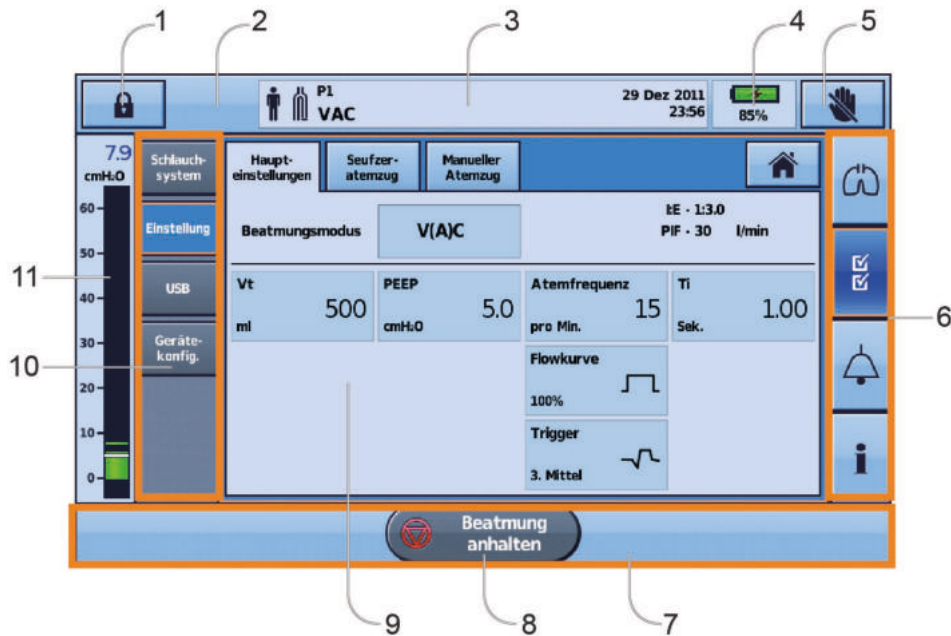 1
2
3
4
5
P1
VAC
29 Dez 2011
23:56
85%
7.9
cmH₂O
60
50
40
30
20
10
0
Schlauch-
system
Einstellung
USB
Geräte-
konfig.
Haupt-
einstellungen
Seufzer-
atemzug
Manueller
Atemzug
Beatmungsmodus
V(A)C
I:E - 1:3.0
PIF - 30 l/min
Vt
500
ml
PEEP
5.0
cmH₂O
Atemfrequenz
15
pro Min.
Ti
1.00
Sek.
Flowkurve
100%
Trigger
3. Mittel
Beatmung
anhalten
11
10
6
9
8
7